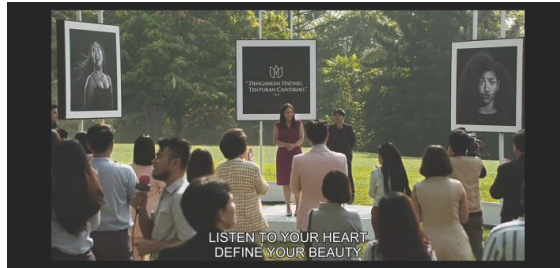 " DENGARKAN HATIMU,
TENTUKAN CANTIKMU."
LISTEN TO YOUR HEART
DEFINE YOUR BEAUTY